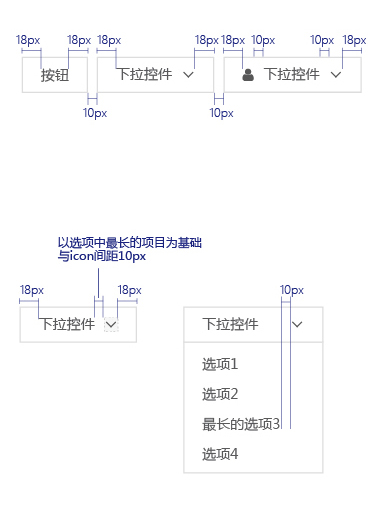 18px 18px 18px 18px 18px 10px 10px 18px
按钮 下拉控件 下拉控件
10px 10px
以选项中最长的项目为基础
与icon间距10px
18px 18px 10px
下拉控件 下拉控件
选项1
选项2
最长的选项3
选项4